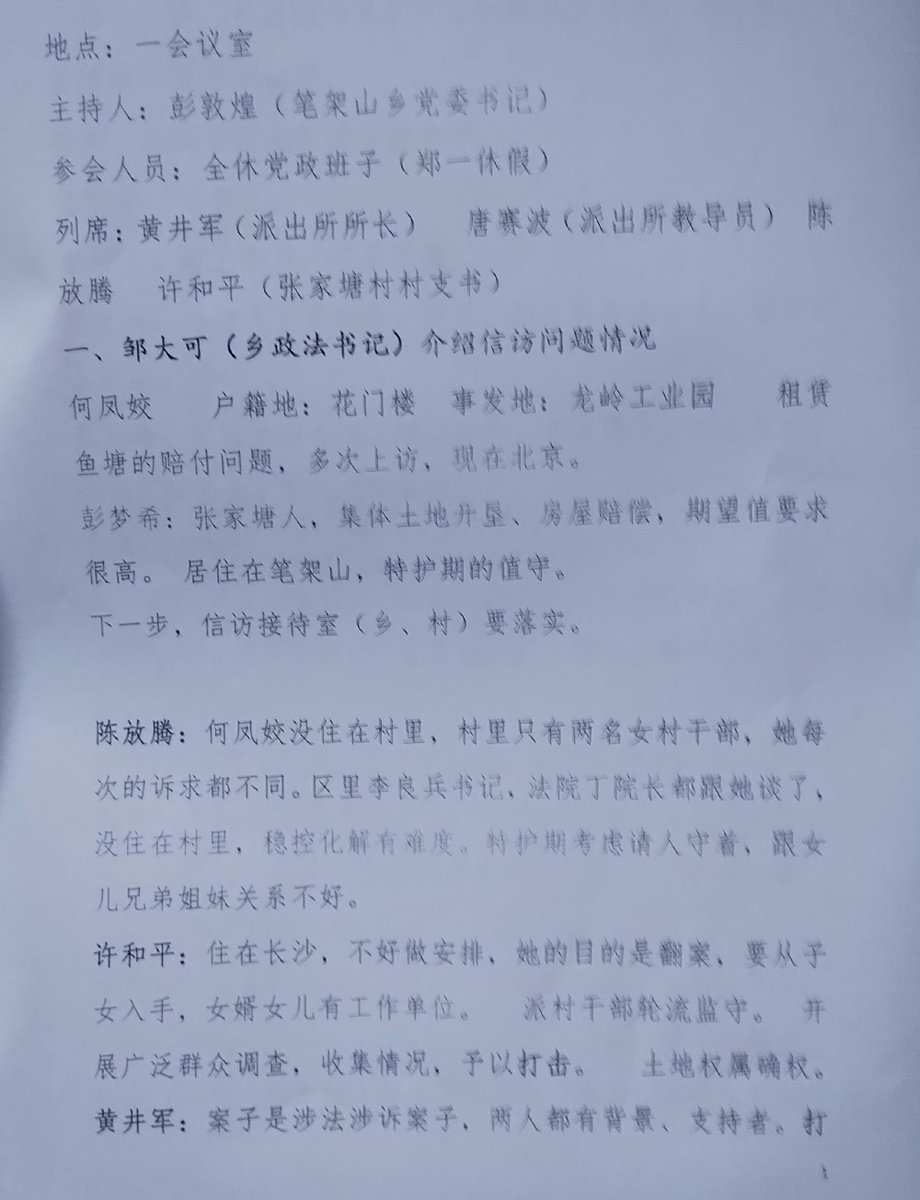 地点：一会议室
主持人：彭敦煌（笔架山乡党委书记）
参会人员：全休党政班子（郑一休假）
列席：黄井军（派出所所长） 唐赛波（派出所教导员） 陈
放腾 许和平（张家塘村村支书）
一、邹大可（乡政法书记）介绍信访问题情况
何凤姣 户籍地：花门楼 事发地：龙岭工业园 租赁
鱼塘的赔付问题，多次上访，现在北京。
彭梦希：张家塘人，集体土地开垦、房屋赔偿，期望值要求
很高。 居住在笔架山，特护期的值守。
下一步，信访接待室（乡、村）要落实。
陈放腾：何凤姣没住在村里，村里只有两名女村干部，她每
次的诉求都不同。区里李良兵书记，法院丁院长都跟她谈了，
没住在村里，稳控化解有难度。特护期考虑请人守着，跟女
儿兄弟姐妹关系不好。
许和平：住在长沙，不好做安排，她的目的是翻案，要从子
女入手，女婿女儿有工作单位。 派村干部轮流监守。 开
展广泛群众调查，收集情况，予以打击。 土地权属确权。
黄井军：案子是涉法涉诉案子，两人都有背景、支持者。打
1